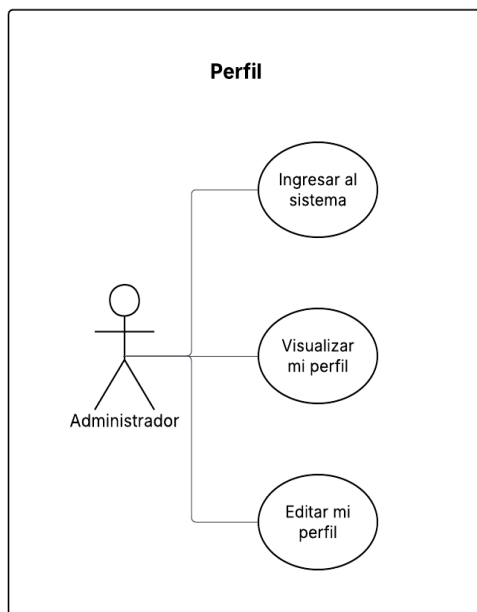 Perfil
Ingresar al
sistema
Visualizar
mi perfil
Administrador
Editar mi
perfil